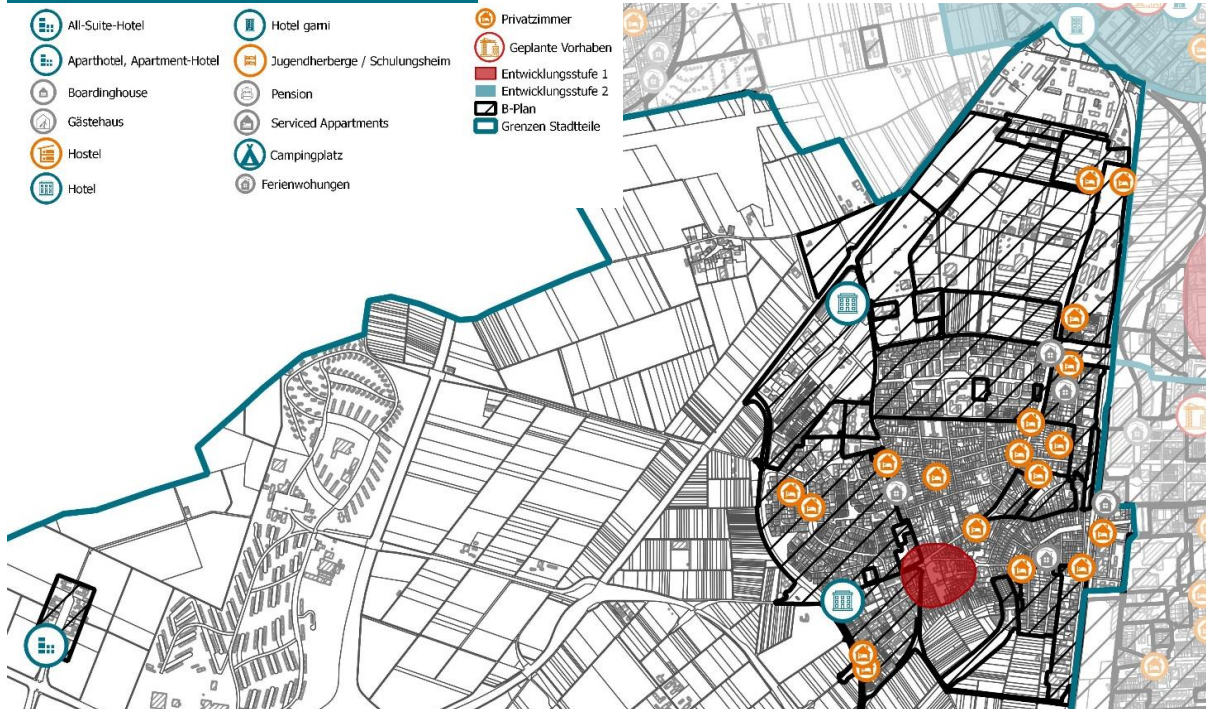 All-Suite-Hotel
Aparthotel, Apartment-Hotel
Boardinghouse
Gästehaus
Hostel
Hotel
Hotel garni
Jugendherberge / Schulungsheim
Pension
Serviced Appartments
Campingplatz
Ferienwohungen
Privatzimmer
Geplante Vorhaben
Entwicklungsstufe 1
Entwicklungsstufe 2
B-Plan
Grenzen Stadtteile